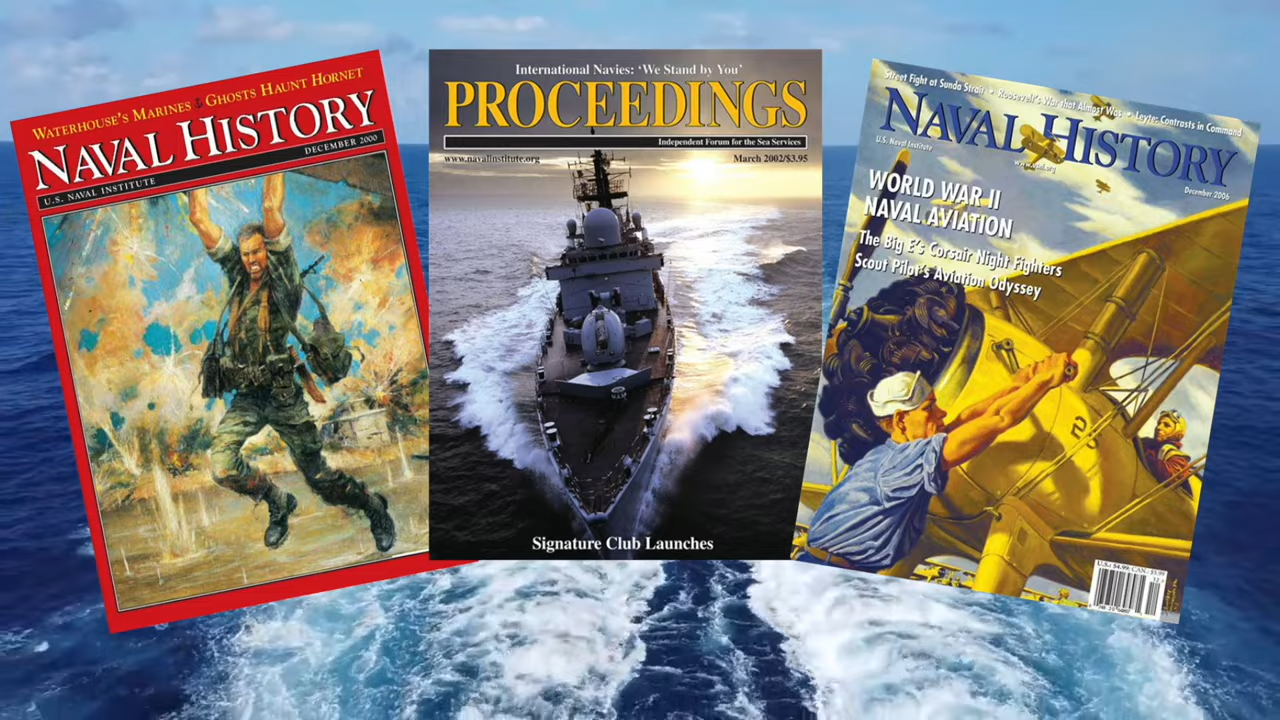 WATERHOUSE'S MARINES GHOSTS HAUNT HORNET
NAVAL HISTORY
U.S. NAVAL INSTITUTE
DECEMBER 2000
International Navies: 'We Stand by You'
PROCEEDINGS
Independent Forum for the Sea Services
www.navalinstitute.org
March 2002/$3.95
Signature Club Launches
Street Fight at Sunda Strait • Roosevelt's War that Almost Was • Leyte: Contrasts in Command
NAVAL HISTORY
U.S. Naval Institute
December 2006
WORLD WAR II
NAVAL AVIATION
The Big E's Corsair Night Fighters
Scout Pilot's Aviation Odyssey
U.S.: $4.99